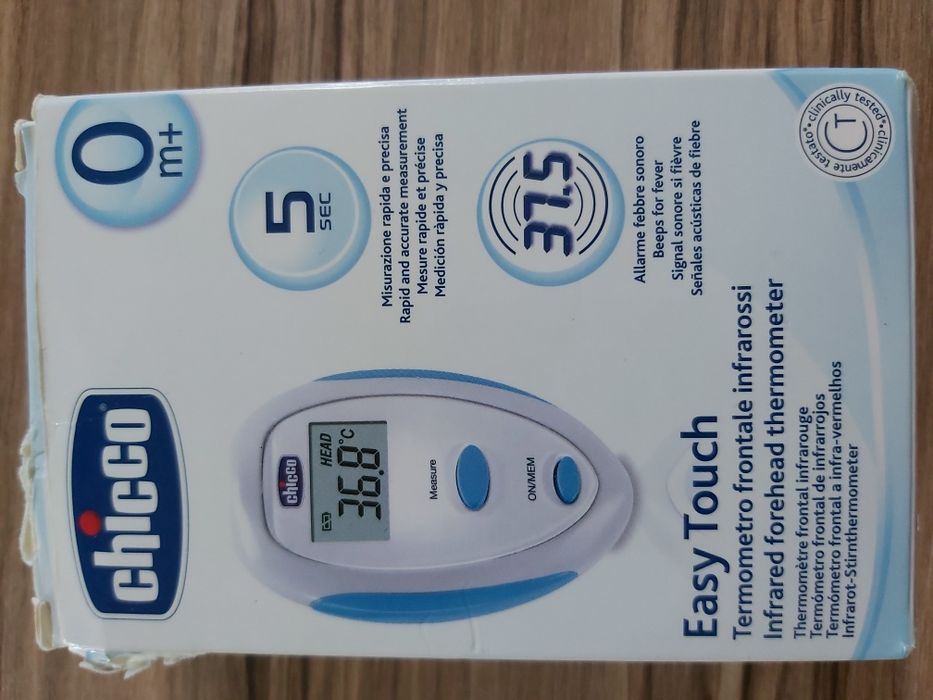 chicco
0
m+
5
SEC
Misurazione rapida e precisa
Rapid and accurate measurement
Mesure rapide et précise
Medición ràpida y precisa
37.5
Allarme febbre sonoro
Beeps for fever
Signal sonore si fièvre
Señales acústicas de fiebre
chicco
HEAD
36.8°C
Measure
ON/MEM
Easy Touch
Termometro frontale infrarossi
Infrared forehead thermometer
Thermomètre frontal infrarouge
Termómetro frontal de infrarrojos
Termómetro frontal a infra-vermelhos
Infrarot-Stirnthermometer
•clinically tested•
•clinicamente testato•
CT